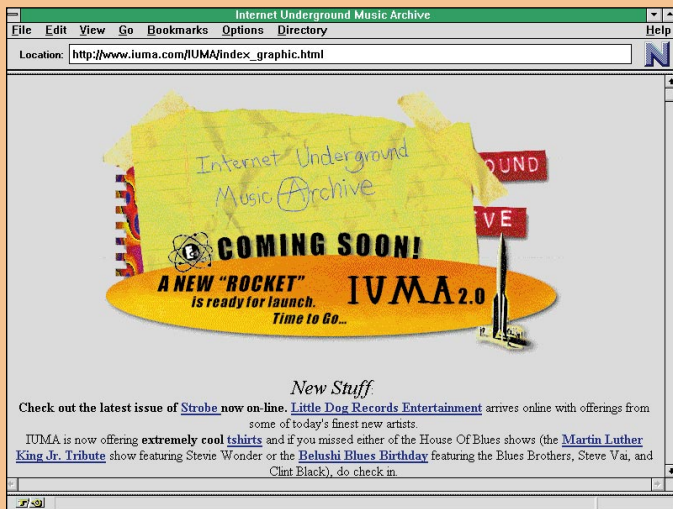 Internet Underground Music Archive
File Edit View Go Bookmarks Options Directory Help
Location: http://www.iuma.com/IUMA/index_graphic.html
N
Internet Underground
Music Archive
OUND
VE
COMING SOON!
A NEW "ROCKET"
is ready for launch.
Time to Go...
IUMA 2.0
New Stuff
Check out the latest issue of Strobe now on-line. Little Dog Records Entertainment arrives online with offerings from
some of today's finest new artists.
IUMA is now offering extremely cool tshirts and if you missed either of the House Of Blues shows (the Martin Luther
King Jr. Tribute show featuring Stevie Wonder or the Belushi Blues Birthday featuring the Blues Brothers, Steve Vai, and
Clint Black), do check in.